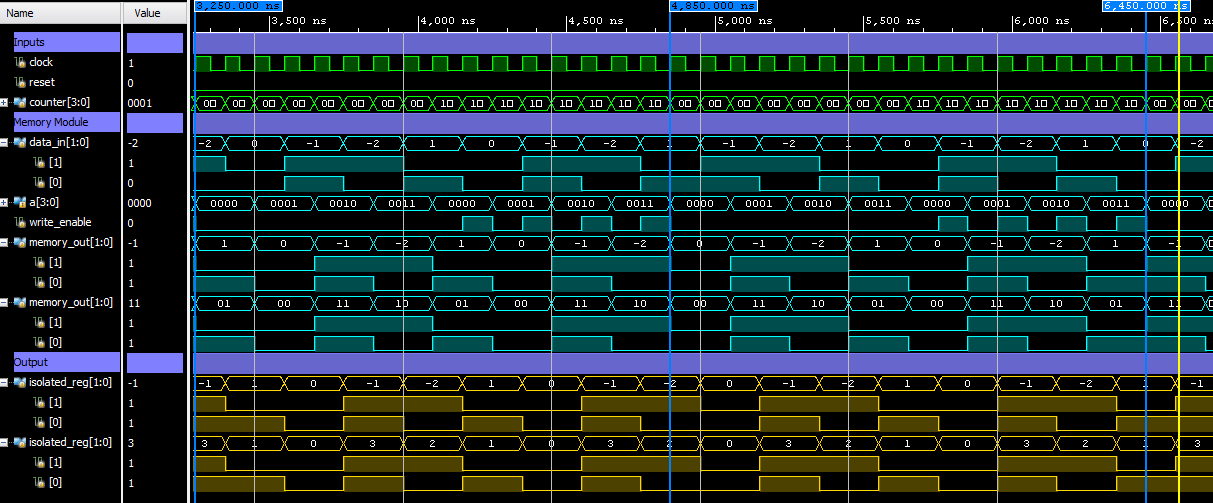 3,250.000 ns 4,850.000 ns 6,450.000 ns
Name Value 3,500 ns 4,000 ns 4,500 ns 5,000 ns 5,500 ns 6,000 ns 6,500 ns
Inputs
clock 1
reset 0
counter[3:0] 0001 00 00 00 00 00 00 00 00 10 10 10 10 10 10 10 10 00 00 00 00 00 00 00 00 00 10 10 10 10 10 10 10 00 00
Memory Module
data_in[1:0] -2 -2 0 -1 -2 1 0 -1 -2 1 -1 -2 1 0 -1 -2 1 0 -2
[1] 1
[0] 0
a[3:0] 0000 0000 0001 0010 0011 0000 0001 0010 0011 0000 0001 0010 0011 0000 0001 0010 0011 0000
write_enable 0
memory_out[1:0] -1 1 0 -1 -2 1 0 -1 -2 0 -1 -2 1 0 -1 -2 1 -1
[1] 1
[0] 1
memory_out[1:0] 11 01 00 11 10 01 00 11 10 00 11 10 01 00 11 10 01 11
[1] 1
[0] 1
Output
isolated_reg[1:0] -1 -1 1 0 -1 -2 1 0 -1 -2 0 -1 -2 1 0 -1 -2 1 -1
[1] 1
[0] 1
isolated_reg[1:0] 3 3 1 0 3 2 1 0 3 2 0 3 2 1 0 3 2 1 3
[1] 1
[0] 1